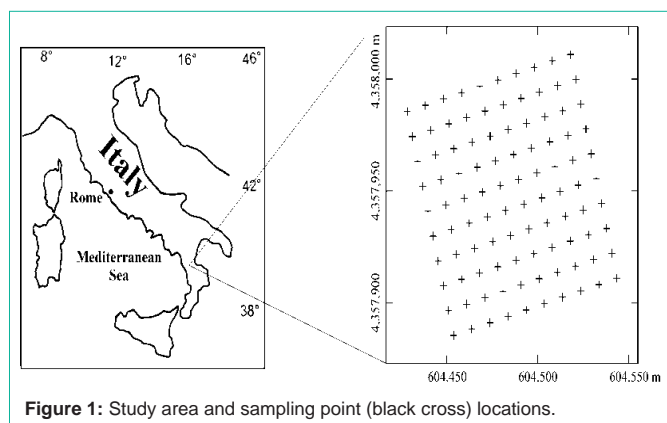 8° 12° 16° 46°
Italy
42°
Rome
Mediterranean
Sea
38°
4,358,000 m
4,357,950
4,357,900
604.450 604.500 604.550 m
Figure 1: Study area and sampling point (black cross) locations.